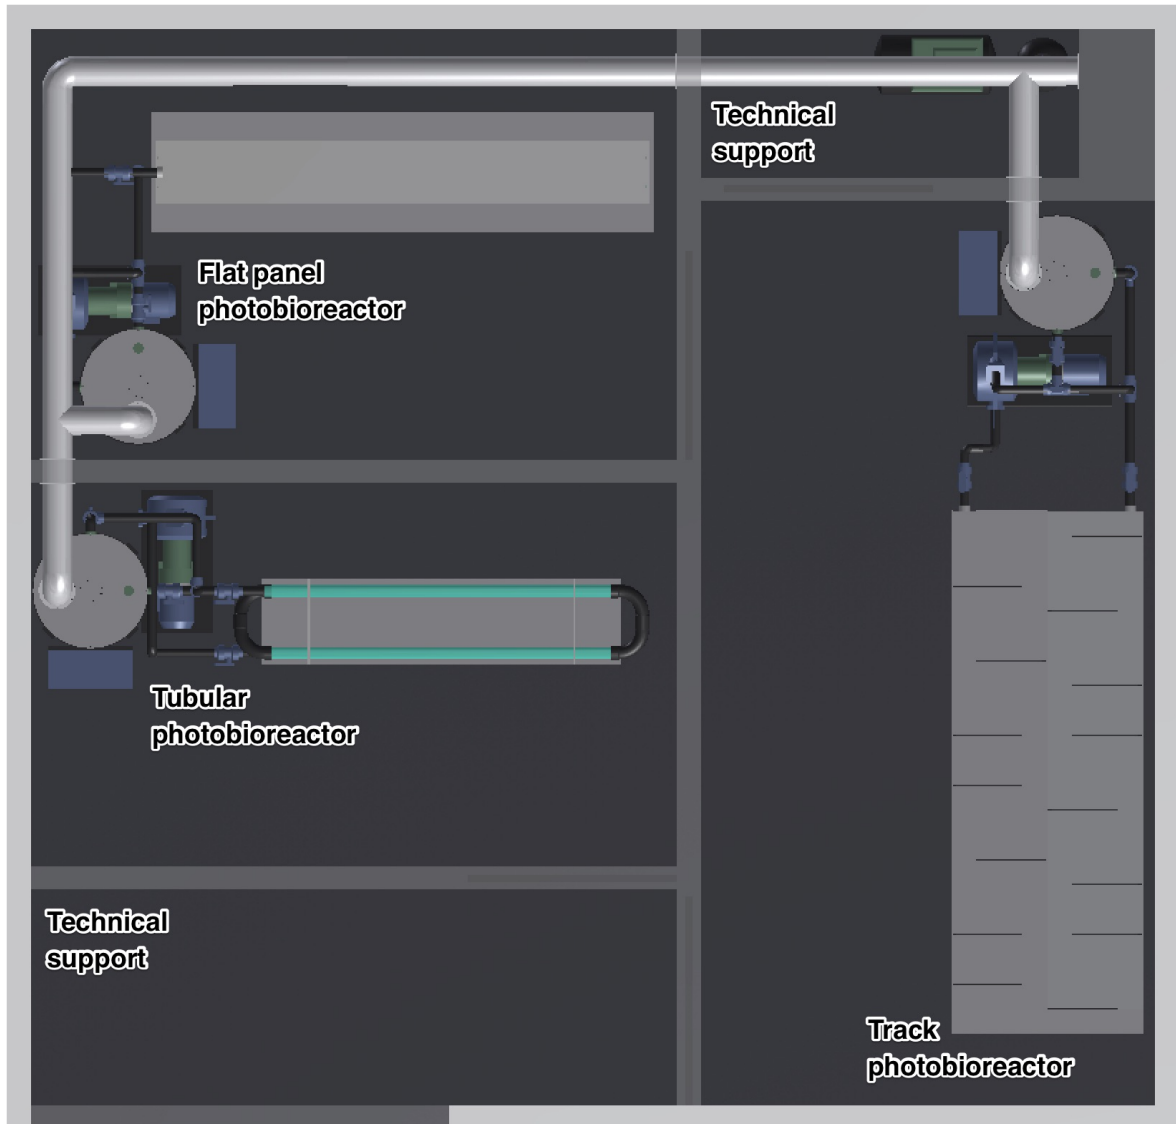 Technical
support
Flat panel
photobioreactor
Tubular
photobioreactor
Technical
support
Track
photobioreactor